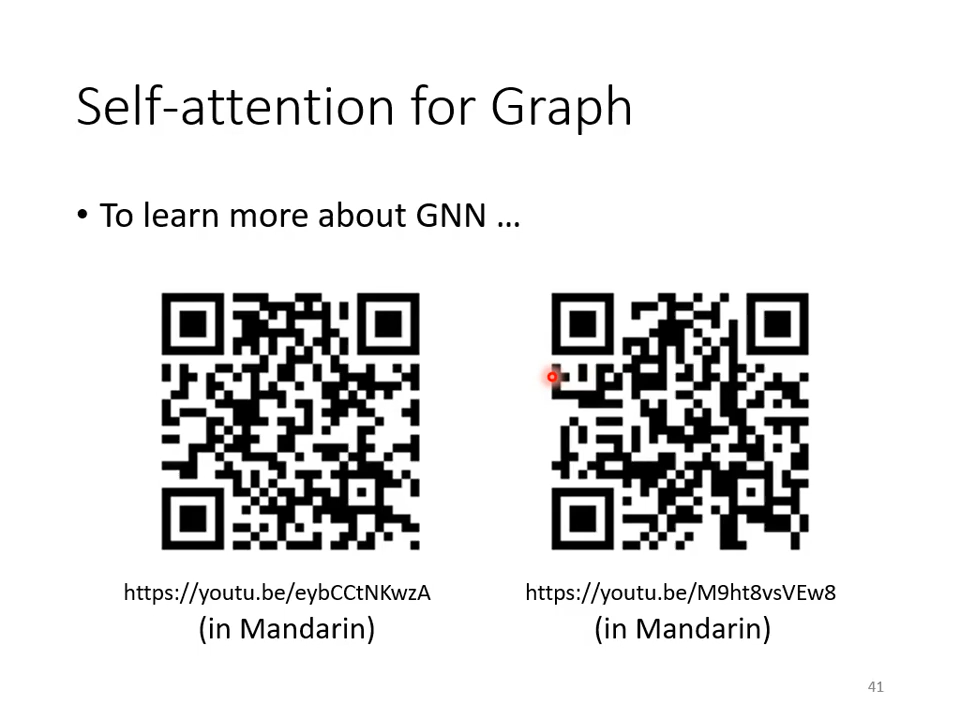 Self-attention for Graph
• To learn more about GNN …
https://youtu.be/eybCCtNKwzA
(in Mandarin)
https://youtu.be/M9ht8vsVEw8
(in Mandarin)
41